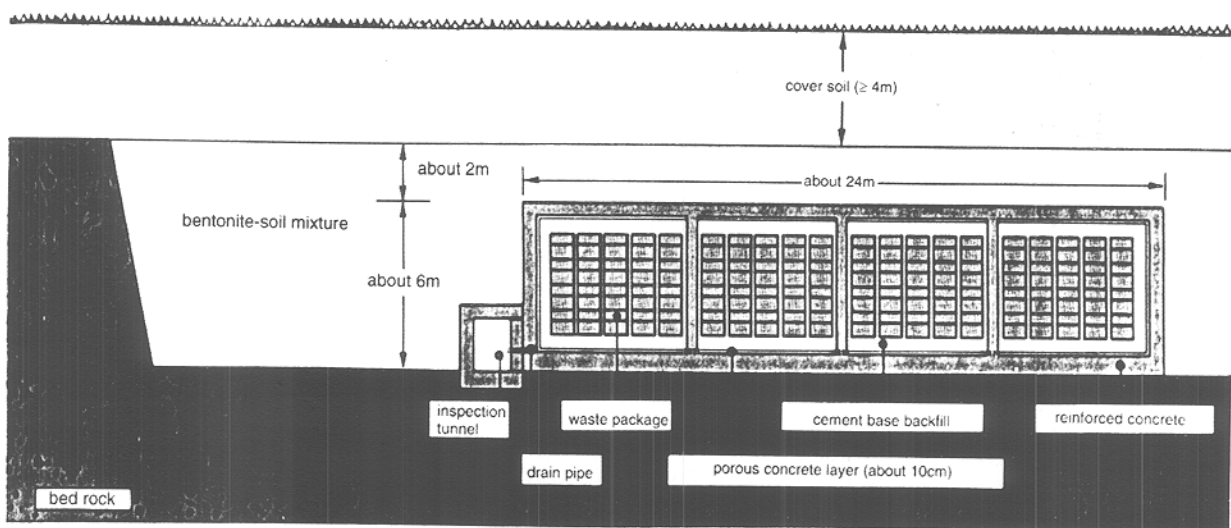 cover soil (≥ 4m)
about 2m
about 24m
bentonite-soil mixture
about 6m
inspection
tunnel
waste package
cement base backfill
reinforced concrete
drain pipe
porous concrete layer (about 10cm)
bed rock